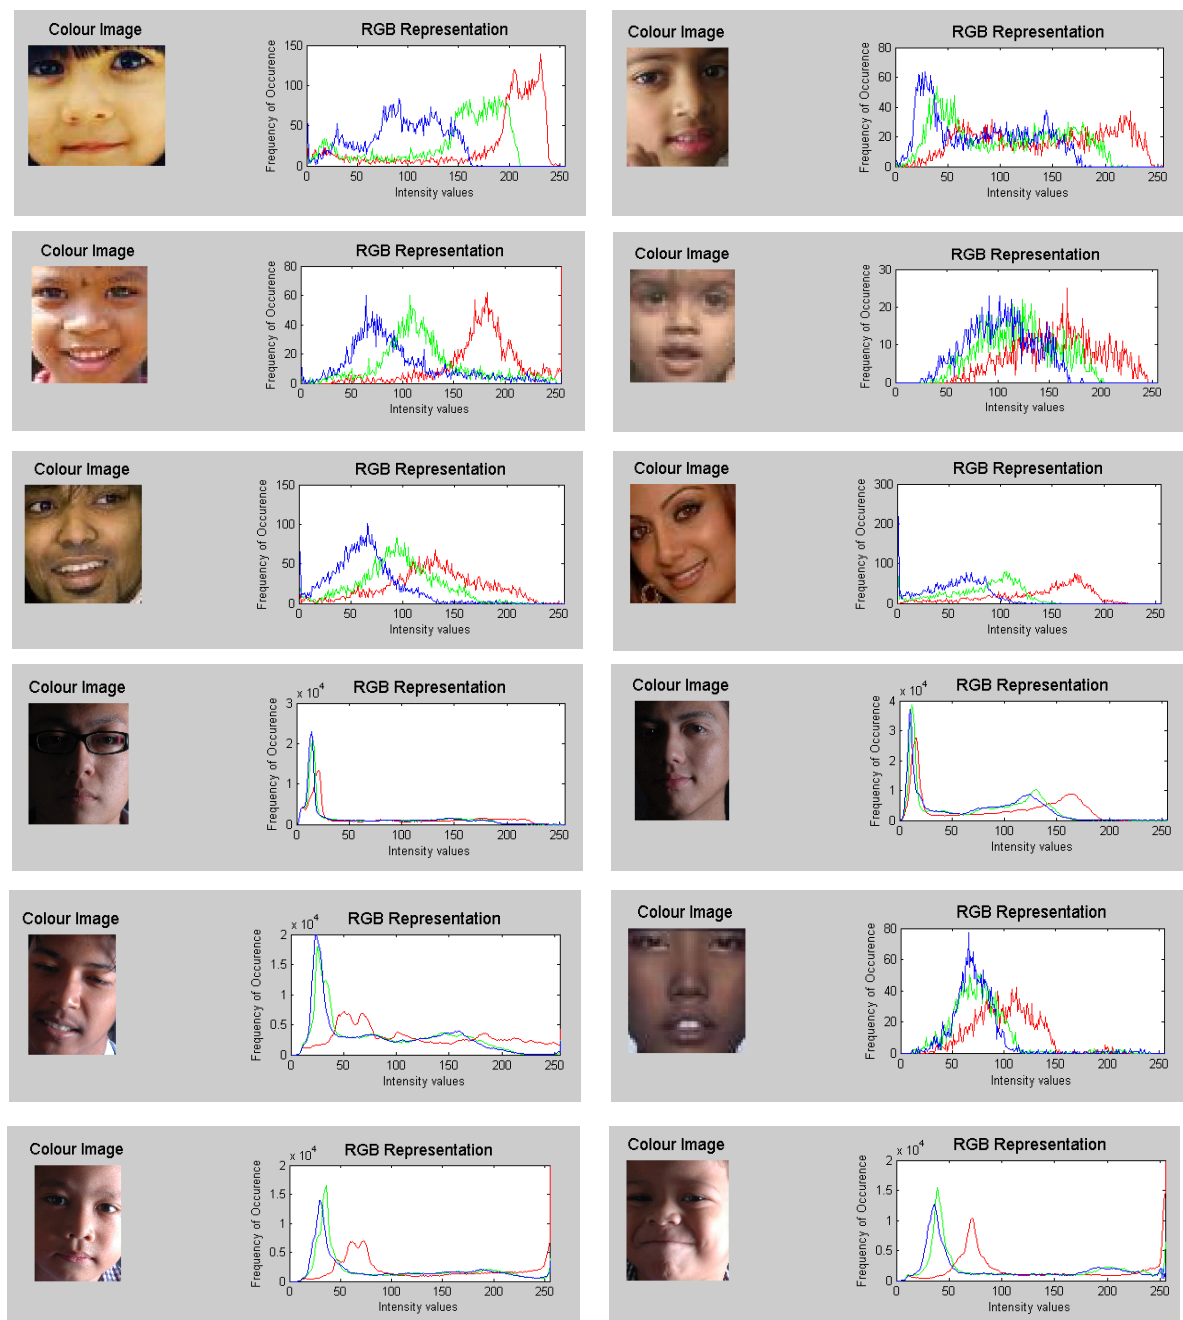 Colour Image
RGB Representation
Frequency of Occurence
150
100
50
0
0 50 100 150 200 250
Intensity values
Colour Image
RGB Representation
Frequency of Occurence
80
60
40
20
0
0 50 100 150 200 250
Intensity values
Colour Image
RGB Representation
Frequency of Occurence
80
60
40
20
0
0 50 100 150 200 250
Intensity values
Colour Image
RGB Representation
Frequency of Occurence
30
20
10
0
0 50 100 150 200 250
Intensity values
Colour Image
RGB Representation
Frequency of Occurence
150
100
50
0
0 50 100 150 200 250
Intensity values
Colour Image
RGB Representation
Frequency of Occurence
300
200
100
0
0 50 100 150 200 250
Intensity values
Colour Image
x 10⁴
RGB Representation
Frequency of Occurence
3
2
1
0
0 50 100 150 200 250
Intensity values
Colour Image
x 10⁴
RGB Representation
Frequency of Occurence
4
3
2
1
0
0 50 100 150 200 250
Intensity values
Colour Image
x 10⁴
RGB Representation
Frequency of Occurence
2
1.5
1
0.5
0
0 50 100 150 200 250
Intensity values
Colour Image
RGB Representation
Frequency of Occurence
80
60
40
20
0
0 50 100 150 200 250
Intensity values
Colour Image
x 10⁴
RGB Representation
Frequency of Occurence
2
1.5
1
0.5
0
0 50 100 150 200 250
Intensity values
Colour Image
x 10⁴
RGB Representation
Frequency of Occurence
2
1.5
1
0.5
0
0 50 100 150 200 250
Intensity values